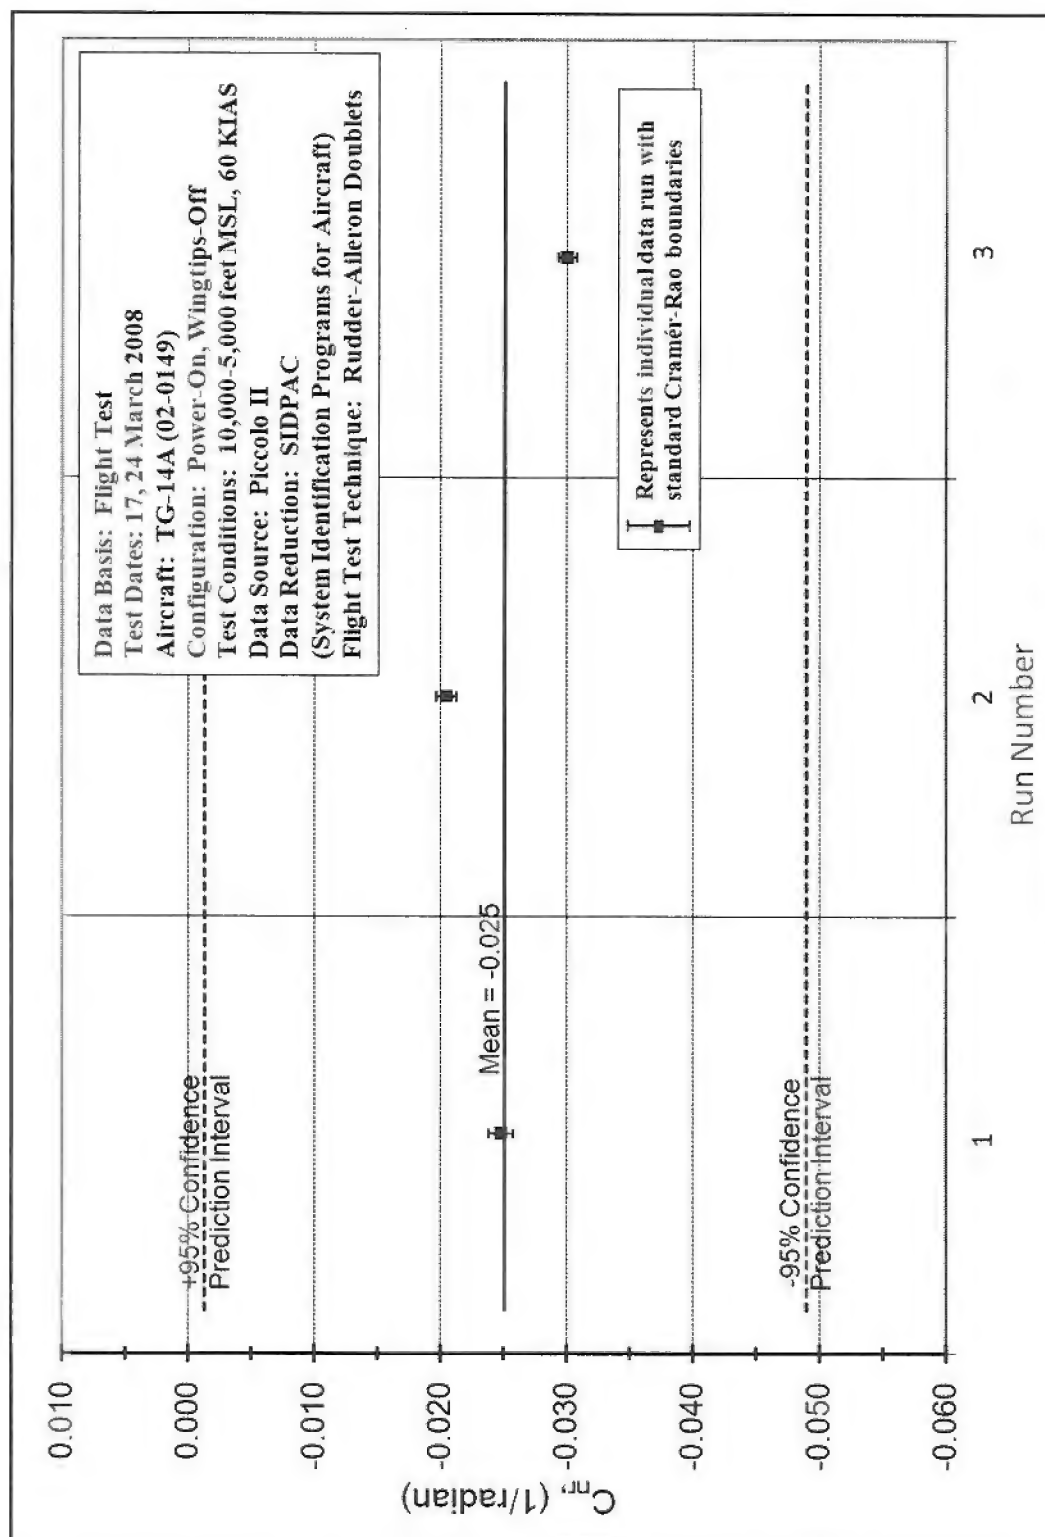 Data Basis: Flight Test
Test Dates: 17, 24 March 2008
Aircraft: TG-14A (02-0149)
Configuration: Power-On, Wingtips-Off
Test Conditions: 10,000-5,000 feet MSL, 60 KIAS
Data Source: Piccolo II
Data Reduction: SIDPAC
(System Identification Programs for Aircraft)
Flight Test Technique: Rudder-Aileron Doublets
0.010
0.000
-0.010
-0.020
-0.030
-0.040
-0.050
-0.060
Cnr, (1/radian)
+95% Confidence
Prediction Interval
Mean = -0.025
Represents individual data run with
standard Cramér-Rao boundaries
-95% Confidence
Prediction Interval
1
2
3
Run Number